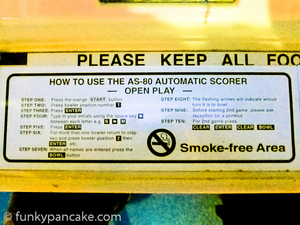 PLEASE KEEP ALL FOO
HOW TO USE THE AS-80 AUTOMATIC SCORER
— OPEN PLAY —
STEP ONE: Press the orange START button
STEP TWO: Press bowler position number 1
STEP THREE: Press ENTER
STEP FOUR: Type in your initials using the space key
between each letter e.g.
STEP FIVE: Press ENTER
STEP SIX: For more than one bowler return to step
two and press bowler position 2 then
ENTER etc.
STEP SEVEN: When all names are entered press the
BOWL button
STEP EIGHT: The flashing arrows will indicate whose
turn it is to bowl
STEP NINE: Before starting 2nd game, please ask
reception for a printout
STEP TEN: For 2nd game press
CLEAR ENTER CLEAR BOWL
Smoke-free Area
© funkypancake.com